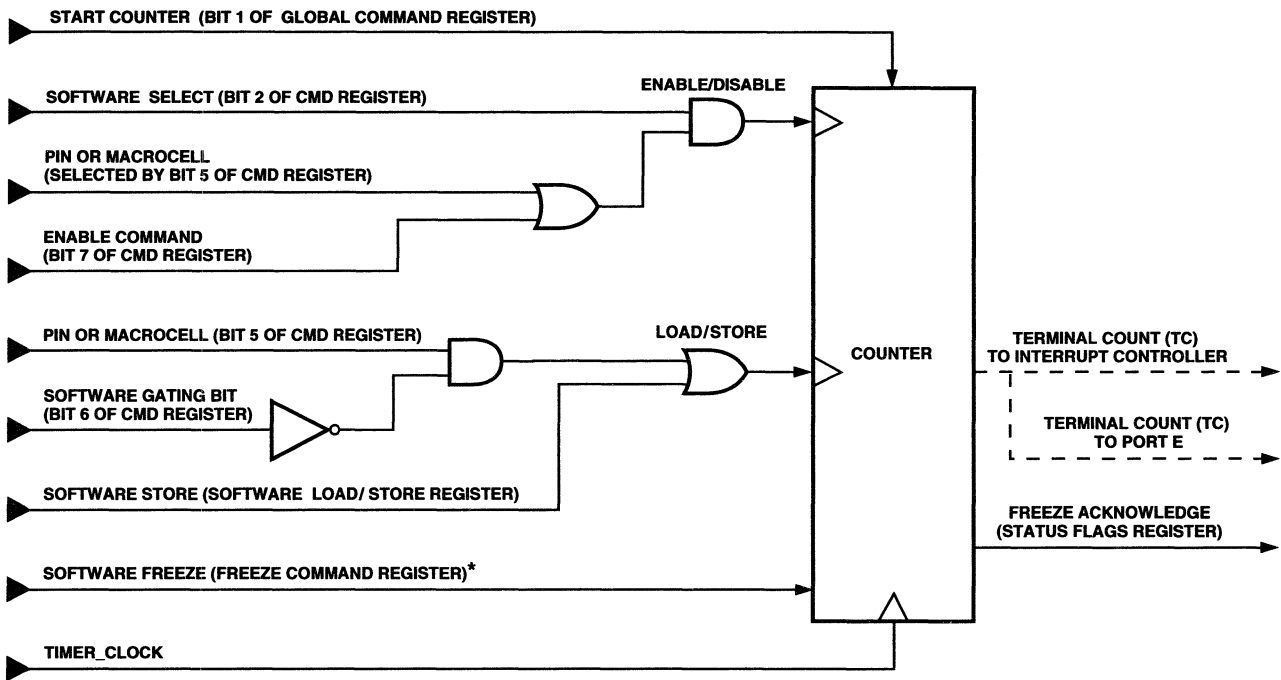 START COUNTER (BIT 1 OF GLOBAL COMMAND REGISTER)
SOFTWARE SELECT (BIT 2 OF CMD REGISTER)
ENABLE/DISABLE
PIN OR MACROCELL
(SELECTED BY BIT 5 OF CMD REGISTER)
ENABLE COMMAND
(BIT 7 OF CMD REGISTER)
PIN OR MACROCELL (BIT 5 OF CMD REGISTER)
LOAD/STORE
SOFTWARE GATING BIT
(BIT 6 OF CMD REGISTER)
SOFTWARE STORE (SOFTWARE LOAD/ STORE REGISTER)
SOFTWARE FREEZE (FREEZE COMMAND REGISTER)*
TIMER_CLOCK
COUNTER
TERMINAL COUNT (TC)
TO INTERRUPT CONTROLLER
TERMINAL COUNT (TC)
TO PORT E
FREEZE ACKNOWLEDGE
(STATUS FLAGS REGISTER)